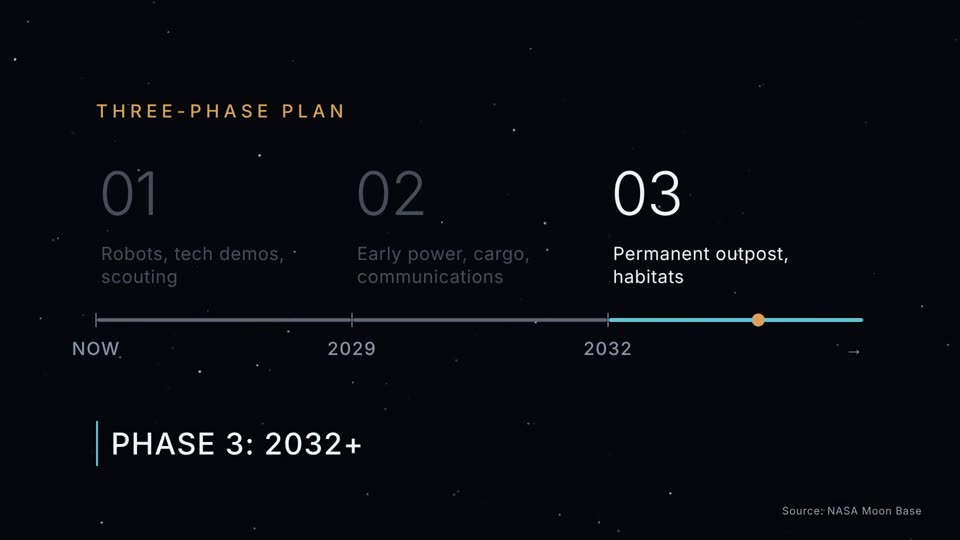 THREE-PHASE PLAN
01
Robots, tech demos,
scouting
02
Early power, cargo,
communications
03
Permanent outpost,
habitats
NOW
2029
2032
→
PHASE 3: 2032+
Source: NASA Moon Base